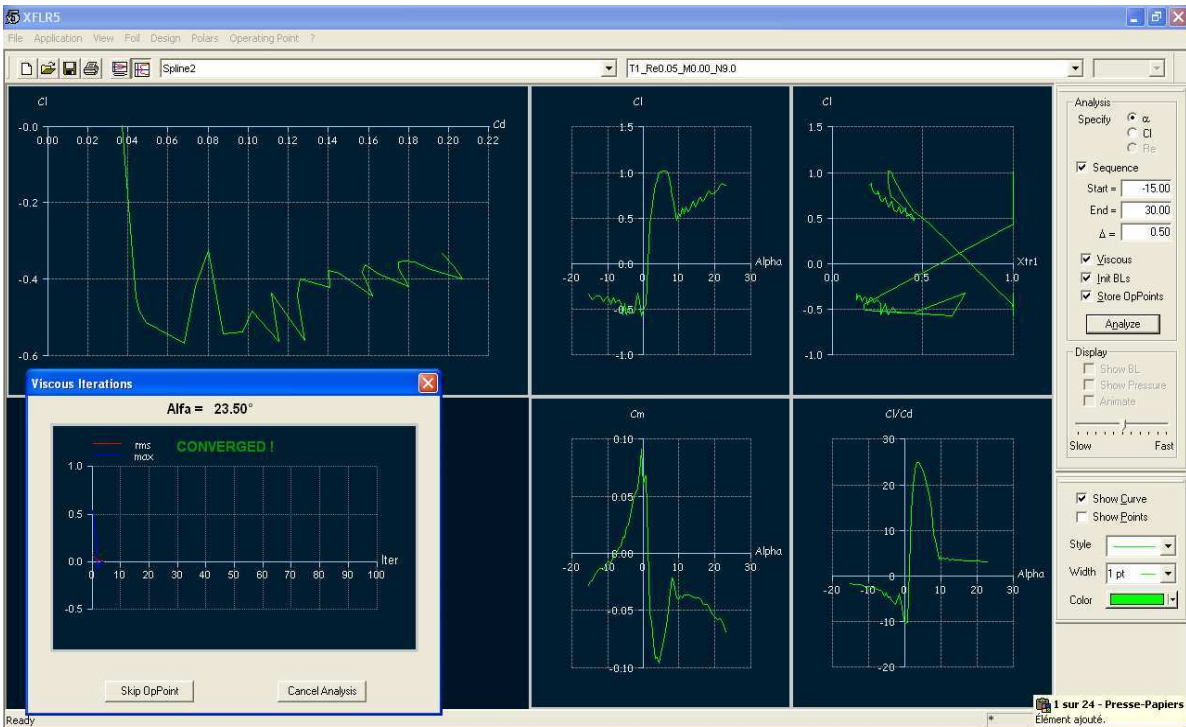 XFLR5
File Application View Foil Design Polars Operating Point ?
Spline2
T1_Re0.05_M0.00_N9.0
Cl
Cd
-0.0
0.00 0.02 0.04 0.06 0.08 0.10 0.12 0.14 0.16 0.18 0.20 0.22
-0.2
-0.4
-0.6
Cl
1.5
1.0
0.5
0.0
Alpha
-20 -10 0 10 20 30
-0.5
-1.0
Cl
1.5
1.0
0.5
0.0
Xtr1
0.0 0.5 1.0
-0.5
-1.0
Viscous Iterations
Alfa = 23.50°
rms
max
CONVERGED !
1.0
0.5
0.0
Iter
0 10 20 30 40 50 60 70 80 90 100
-0.5
Skip OpPoint
Cancel Analysis
Cm
0.10
0.05
0.00
Alpha
-20 -10 0 10 20 30
-0.05
-0.10
Cl/Cd
30
20
10
0
Alpha
-20 -10 0 10 20 30
-10
-20
Analysis
Specify
α
Cl
Re
Sequence
Start = -15.00
End = 30.00
Δ = 0.50
Viscous
Init BLs
Store OpPoints
Analyze
Display
Show BL
Show Pressure
Animate
Slow Fast
Show Curve
Show Points
Style
Width 1 pt
Color
Ready
*
1 sur 24 - Presse-Papiers
Élément ajouté.